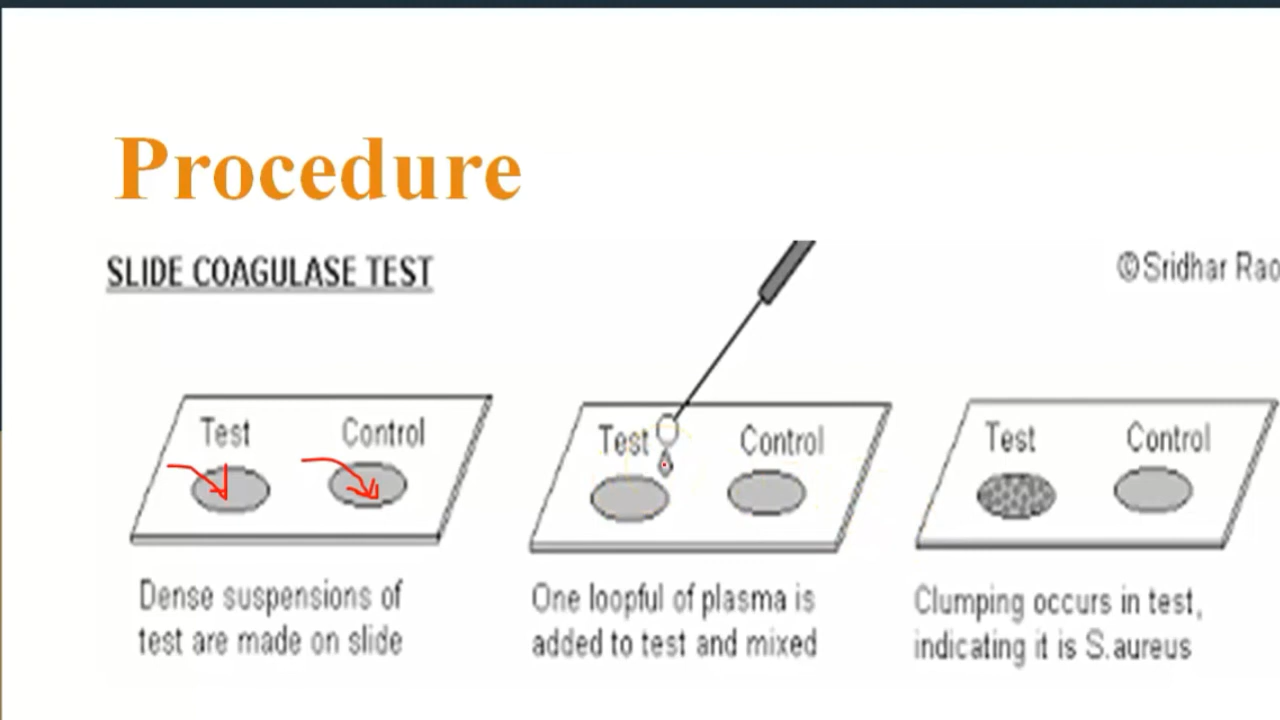 Procedure
SLIDE COAGULASE TEST
©Sridhar Rao
Test Control
Test Control
Test Control
Dense suspensions of
test are made on slide
One loopful of plasma is
added to test and mixed
Clumping occurs in test,
indicating it is S.aureus